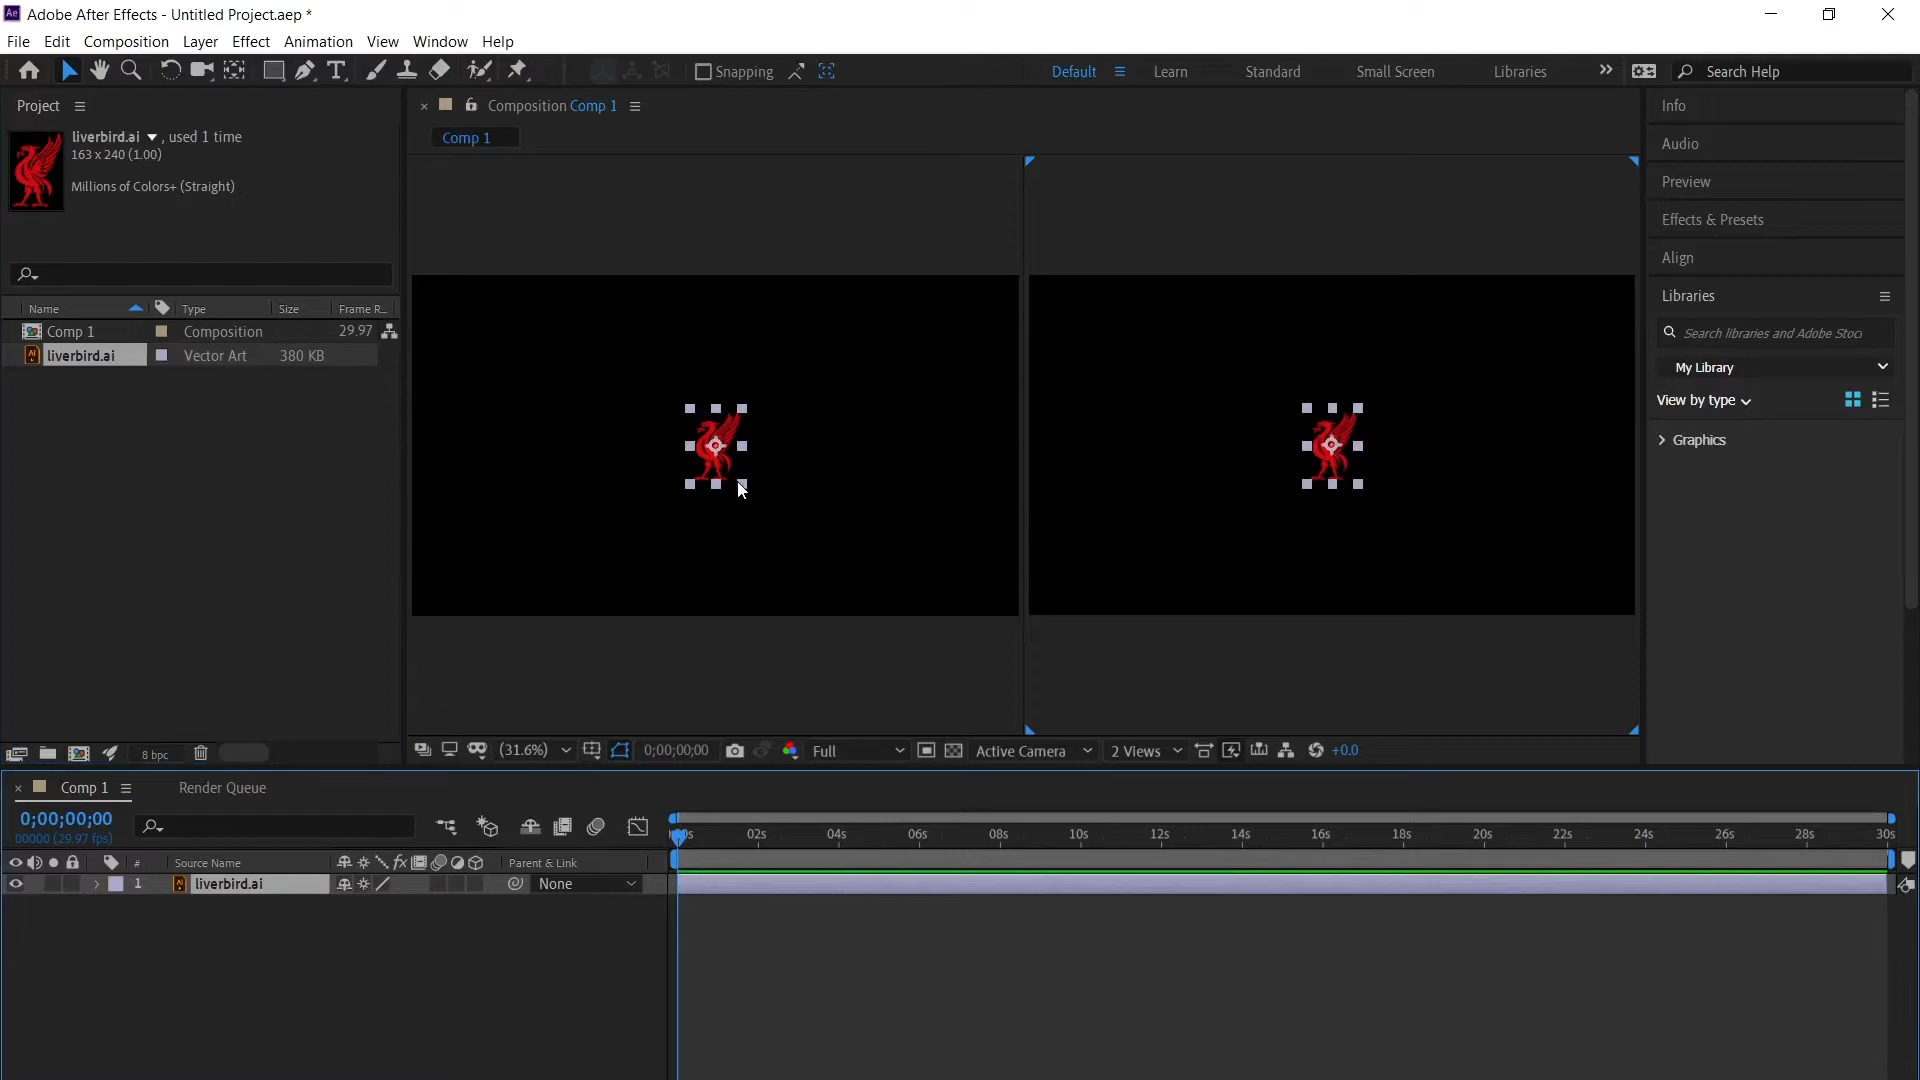 Ae Adobe After Effects - Untitled Project.aep *
File Edit Composition Layer Effect Animation View Window Help
Snapping Default Learn Standard Small Screen Libraries Search Help
Project
liverbird.ai , used 1 time
163 x 240 (1.00)
Millions of Colors+ (Straight)
Name Type Size Frame R...
Comp 1 Composition 29.97
Ai liverbird.ai Vector Art 380 KB
8 bpc
Composition Comp 1
Comp 1
(31.6%) 0;00;00;00 Full Active Camera 2 Views +0.0
Info
Audio
Preview
Effects & Presets
Align
Libraries
Search libraries and Adobe Stoc
My Library
View by type
Graphics
Comp 1 Render Queue
0;00;00;00
00000 (29.97 fps)
02s 04s 06s 08s 10s 12s 14s 16s 18s 20s 22s 24s 26s 28s 30s
# Source Name fx Parent & Link
1 liverbird.ai None